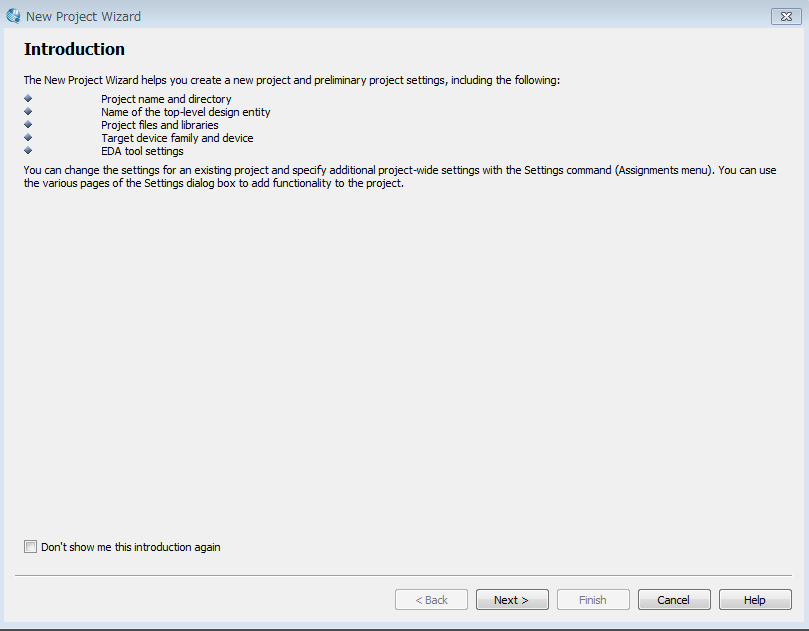 New Project Wizard
Introduction
The New Project Wizard helps you create a new project and preliminary project settings, including the following:
Project name and directory
Name of the top-level design entity
Project files and libraries
Target device family and device
EDA tool settings
You can change the settings for an existing project and specify additional project-wide settings with the Settings command (Assignments menu). You can use
the various pages of the Settings dialog box to add functionality to the project.
Don't show me this introduction again
< Back Next > Finish Cancel Help